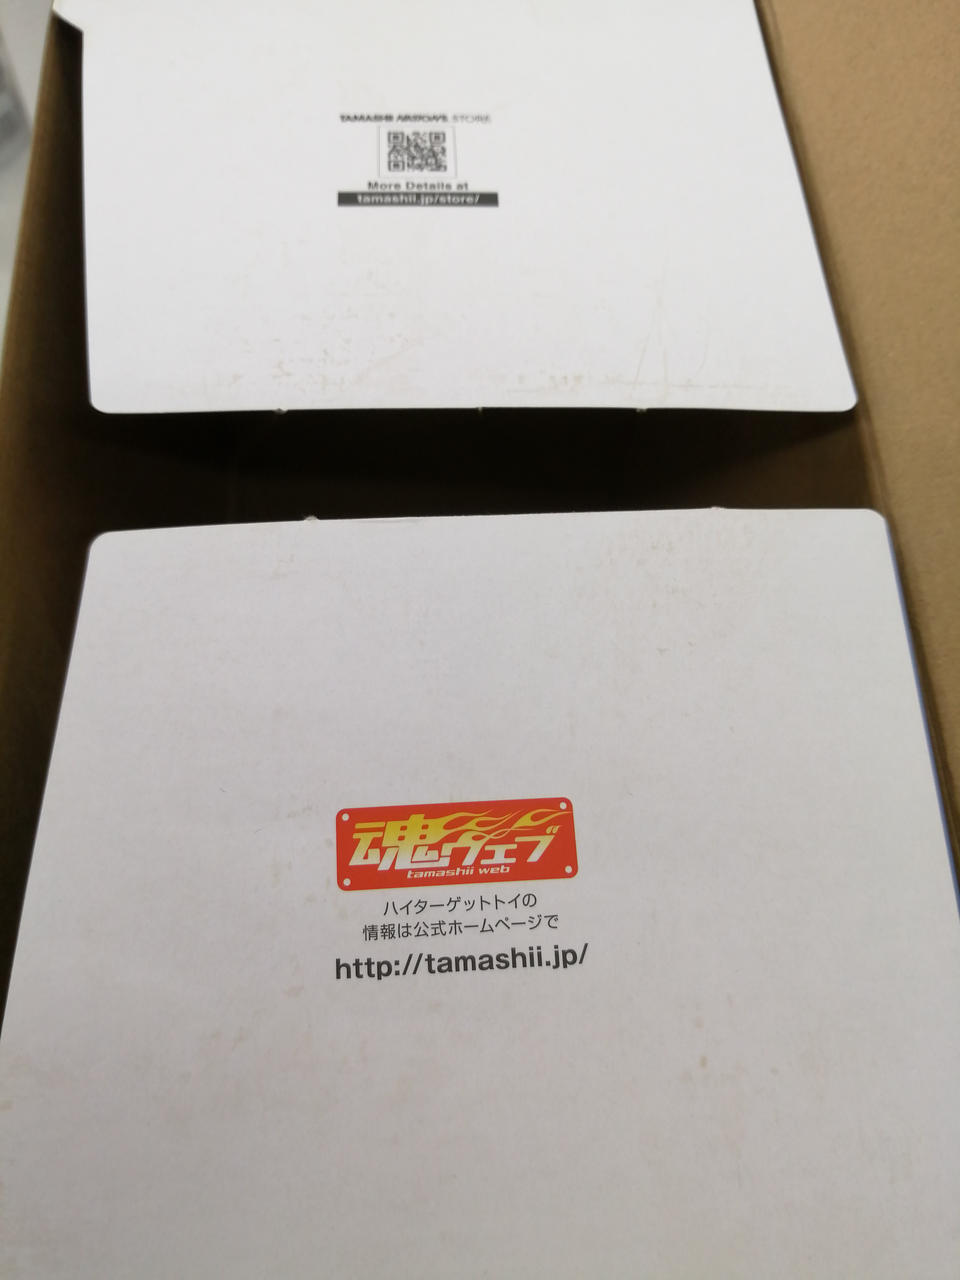 TAMASHII NATIONS STORE
More Details at
tamashii.jp/store/
魂ウェブ
tamashii web
ハイターゲットトイの
情報は公式ホームページで
http://tamashii.jp/